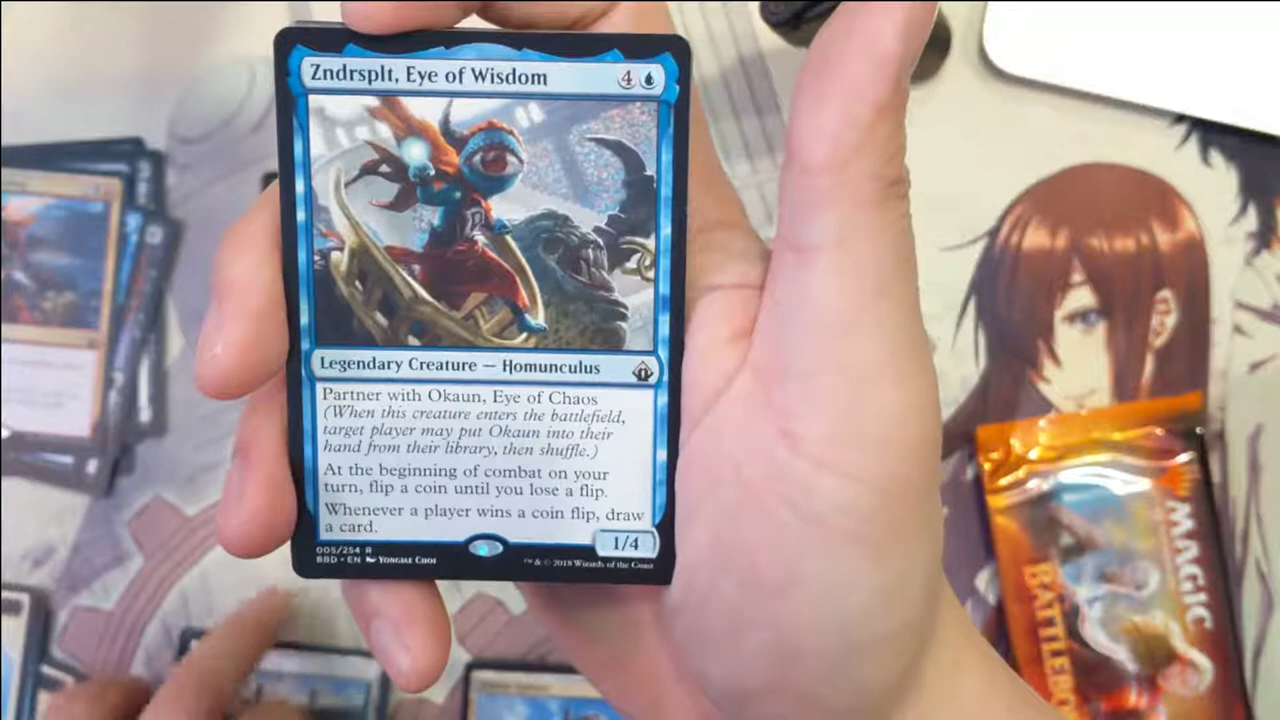 Zndrsplt, Eye of Wisdom 4
Legendary Creature — Homunculus
Partner with Okaun, Eye of Chaos
(When this creature enters the battlefield,
target player may put Okaun into their
hand from their library, then shuffle.)
At the beginning of combat on your
turn, flip a coin until you lose a flip.
Whenever a player wins a coin flip, draw
a card.
1/4
005/254 R
BBD • EN Yongjae Choi
™ & © 2018 Wizards of the Coast
MAGIC
BATTLEBO